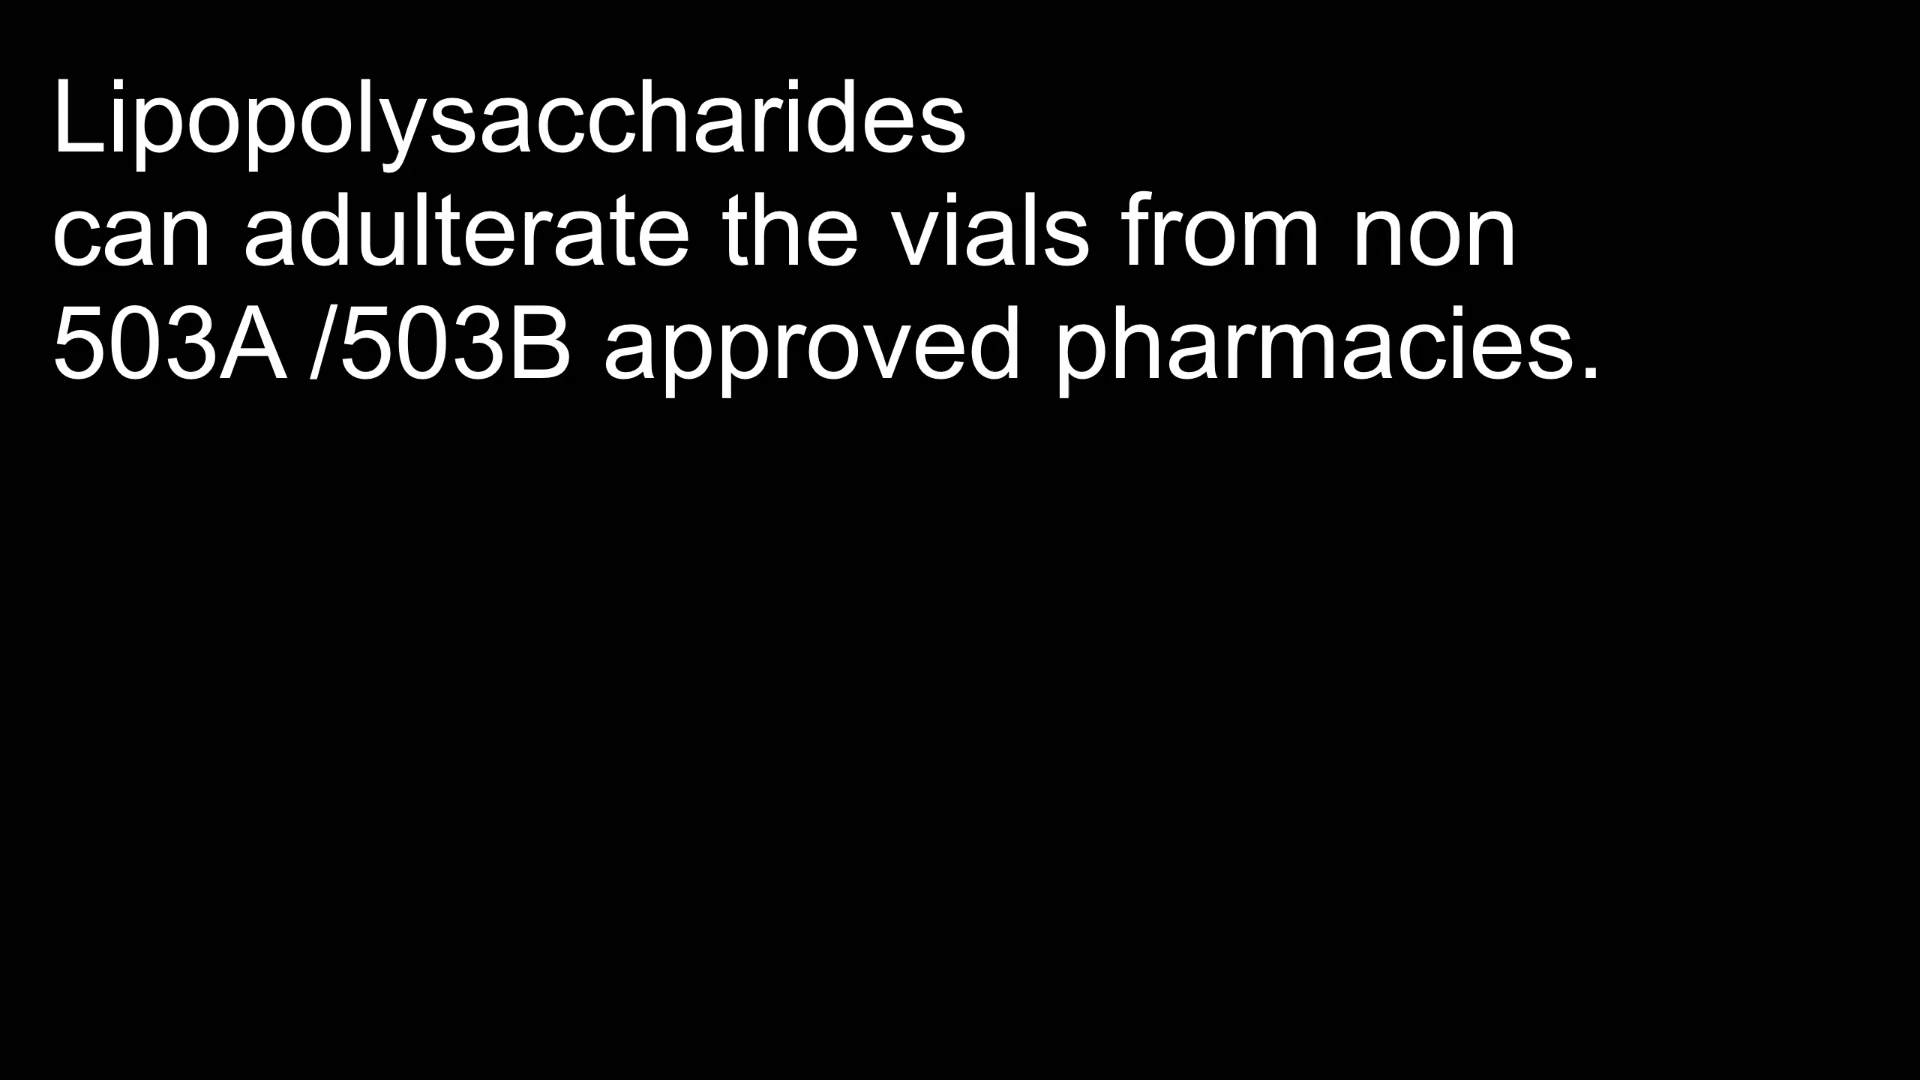 Lipopolysaccharides
can adulterate the vials from non
503A /503B approved pharmacies.